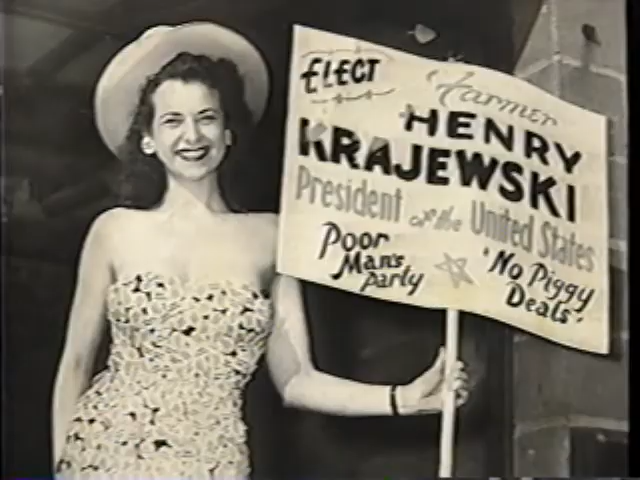 ELECT
'Farmer
HENRY
KRAJEWSKI
President of the United States
Poor
Man's
Party
'No Piggy
Deals'.